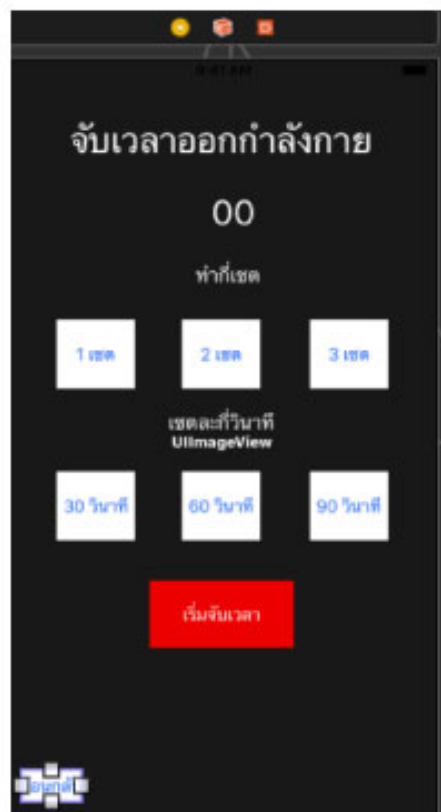 9:41 AM
จับเวลาออกกำลังกาย
00
ทำกี่เซต
1 เซต
2 เซต
3 เซต
เซตละกี่วินาที
UIImageView
30 วินาที
60 วินาที
90 วินาที
เริ่มจับเวลา